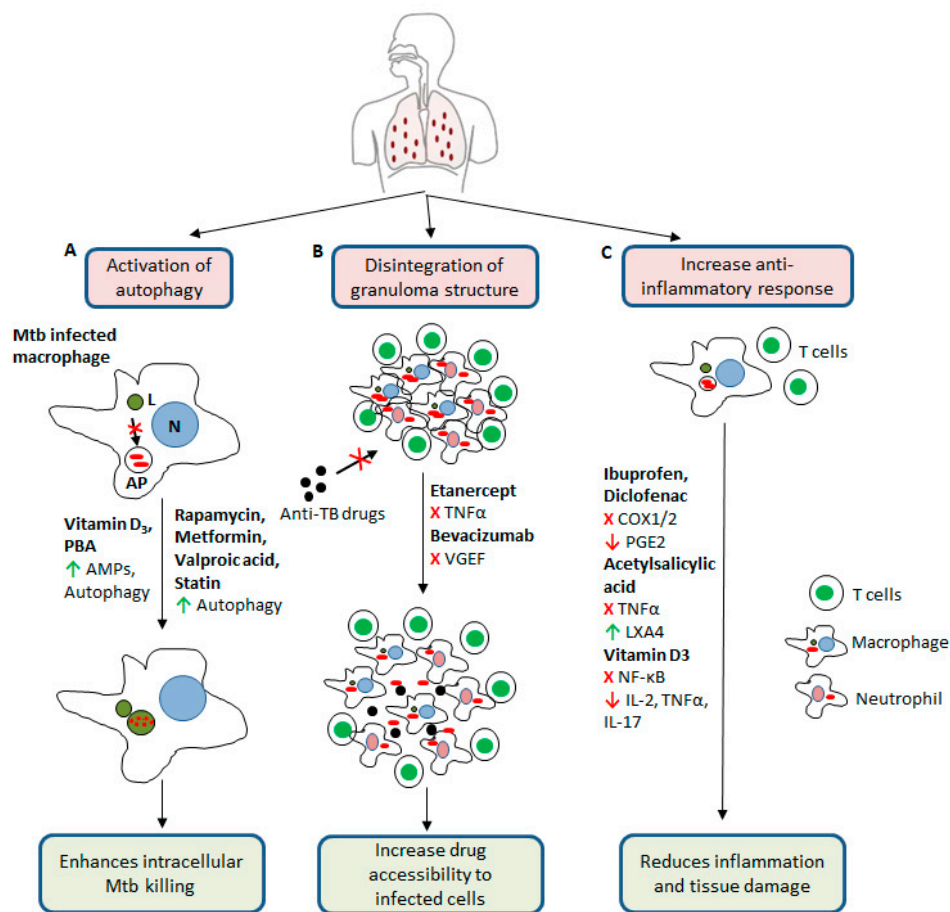 A
Activation of
autophagy
B
Disintegration of
granuloma structure
C
Increase anti-
inflammatory response
Mtb infected
macrophage
L
N
AP
Vitamin D₃,
PBA
↑ AMPs,
Autophagy
Rapamycin,
Metformin,
Valproic acid,
Statin
↑ Autophagy
Enhances intracellular
Mtb killing
Anti-TB drugs
Etanercept
X TNFα
Bevacizumab
X VGEF
Increase drug
accessibility to
infected cells
T cells
Ibuprofen,
Diclofenac
X COX1/2
↓ PGE2
Acetylsalicylic
acid
X TNFα
↑ LXA4
Vitamin D3
X NF-κB
↓ IL-2, TNFα,
IL-17
Reduces inflammation
and tissue damage
T cells
Macrophage
Neutrophil